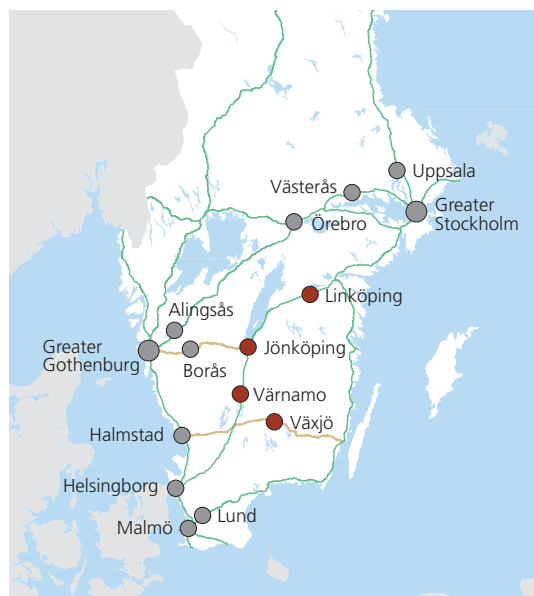 Uppsala
Västerås
Greater
Stockholm
Örebro
Linköping
Alingsås
Greater
Gothenburg
Jönköping
Borås
Värnamo
Växjö
Halmstad
Helsingborg
Lund
Malmö